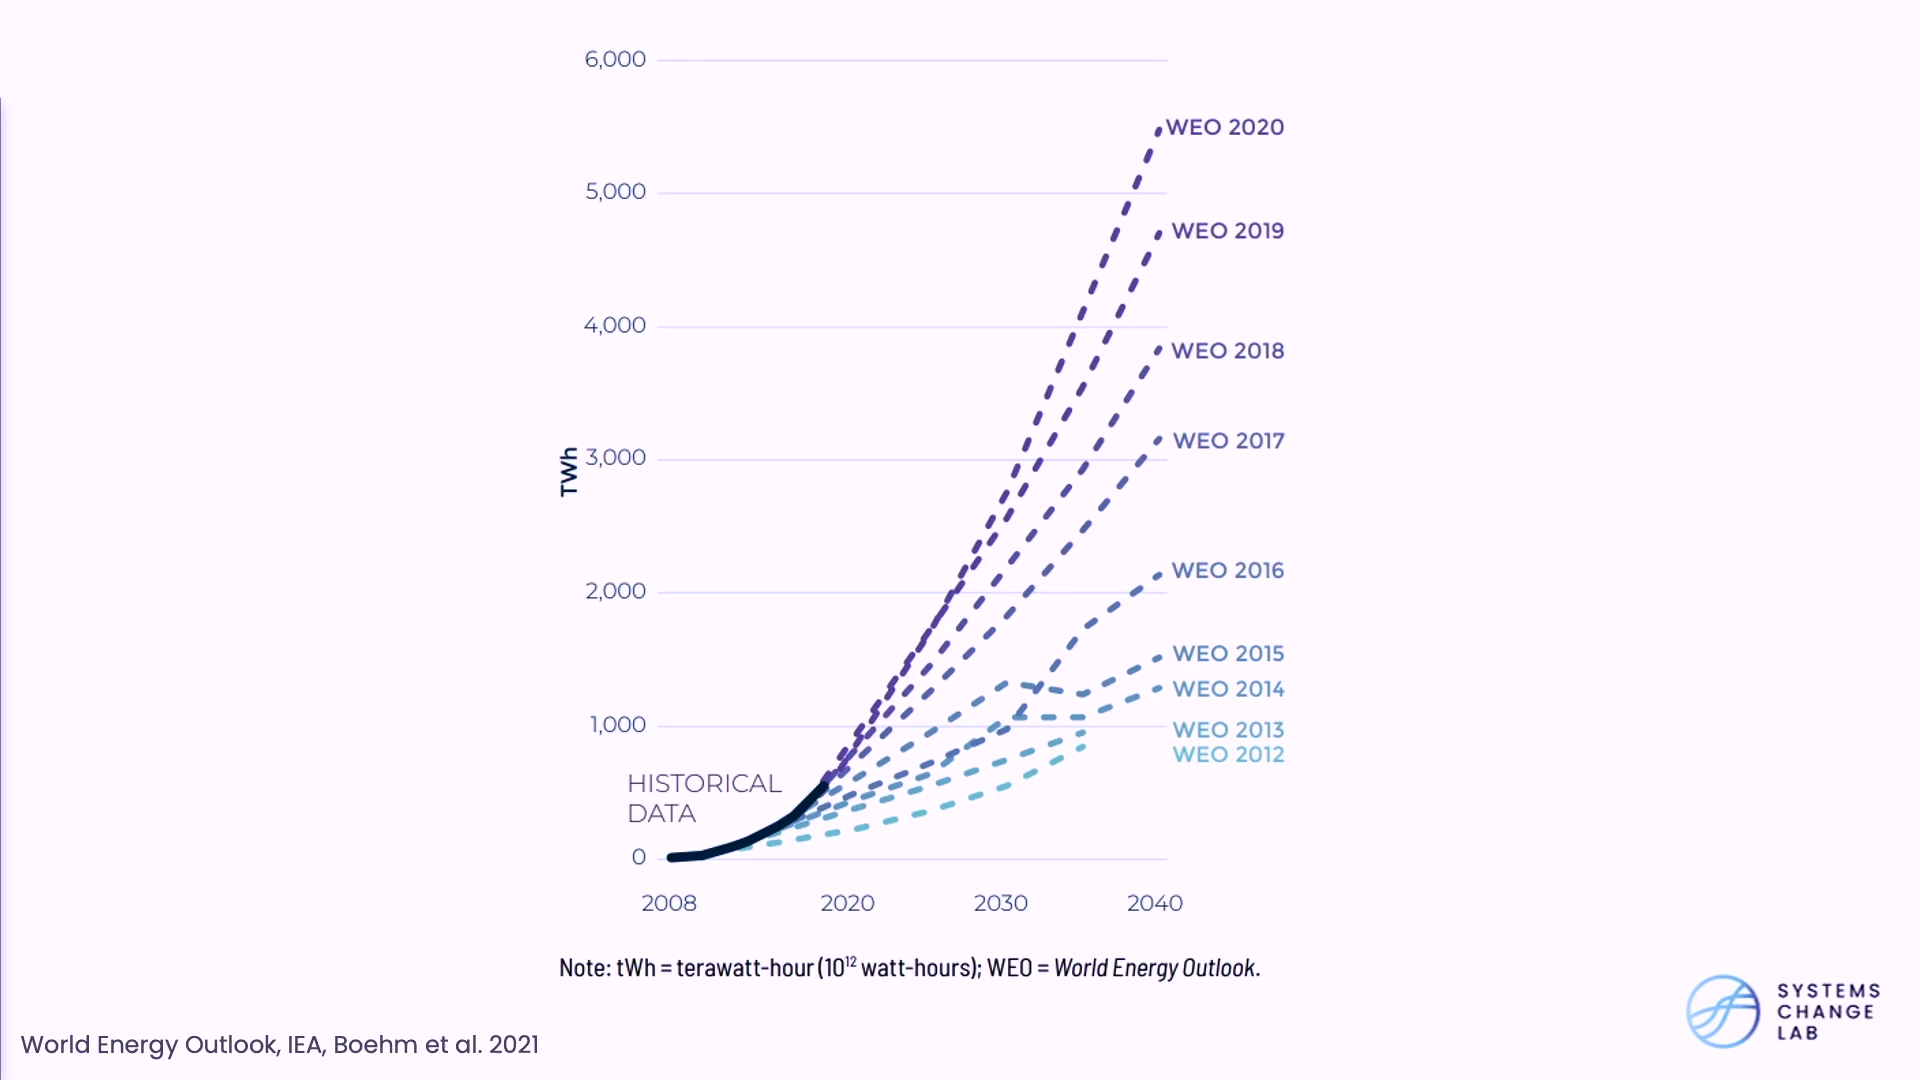 6,000
WEO 2020
5,000
WEO 2019
4,000
WEO 2018
WEO 2017
TWh
3,000
WEO 2016
2,000
WEO 2015
WEO 2014
1,000
WEO 2013
WEO 2012
HISTORICAL
DATA
0
2008 2020 2030 2040
Note: tWh = terawatt-hour (10¹² watt-hours); WEO = World Energy Outlook.
SYSTEMS
CHANGE
LAB
World Energy Outlook, IEA, Boehm et al. 2021